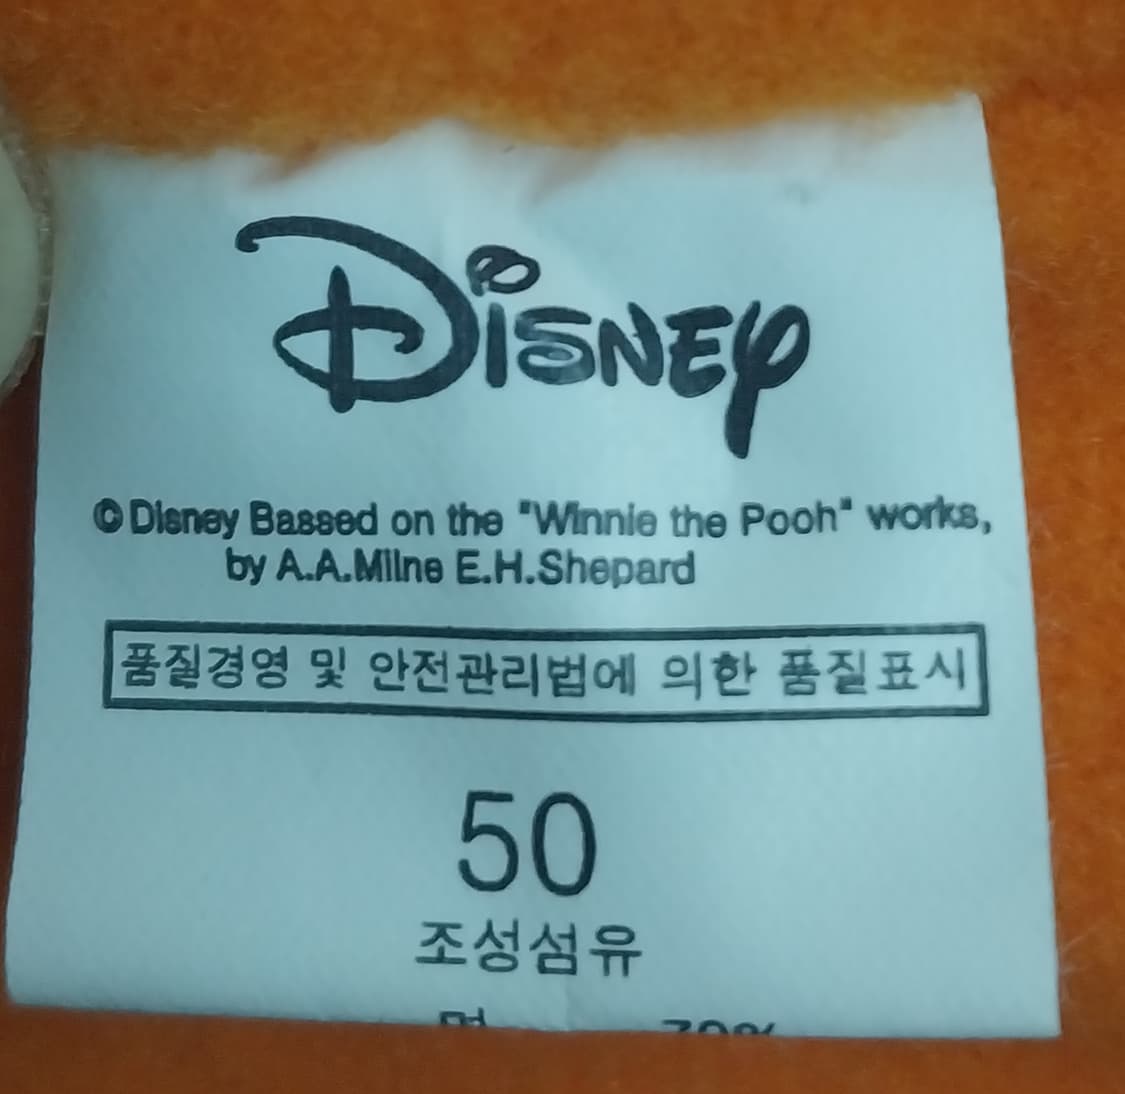 Disney
© Disney Bassed on the "Winnie the Pooh" works,
by A.A.Milne E.H.Shepard
품질경영 및 안전관리법에 의한 품질표시
50
조성섬유